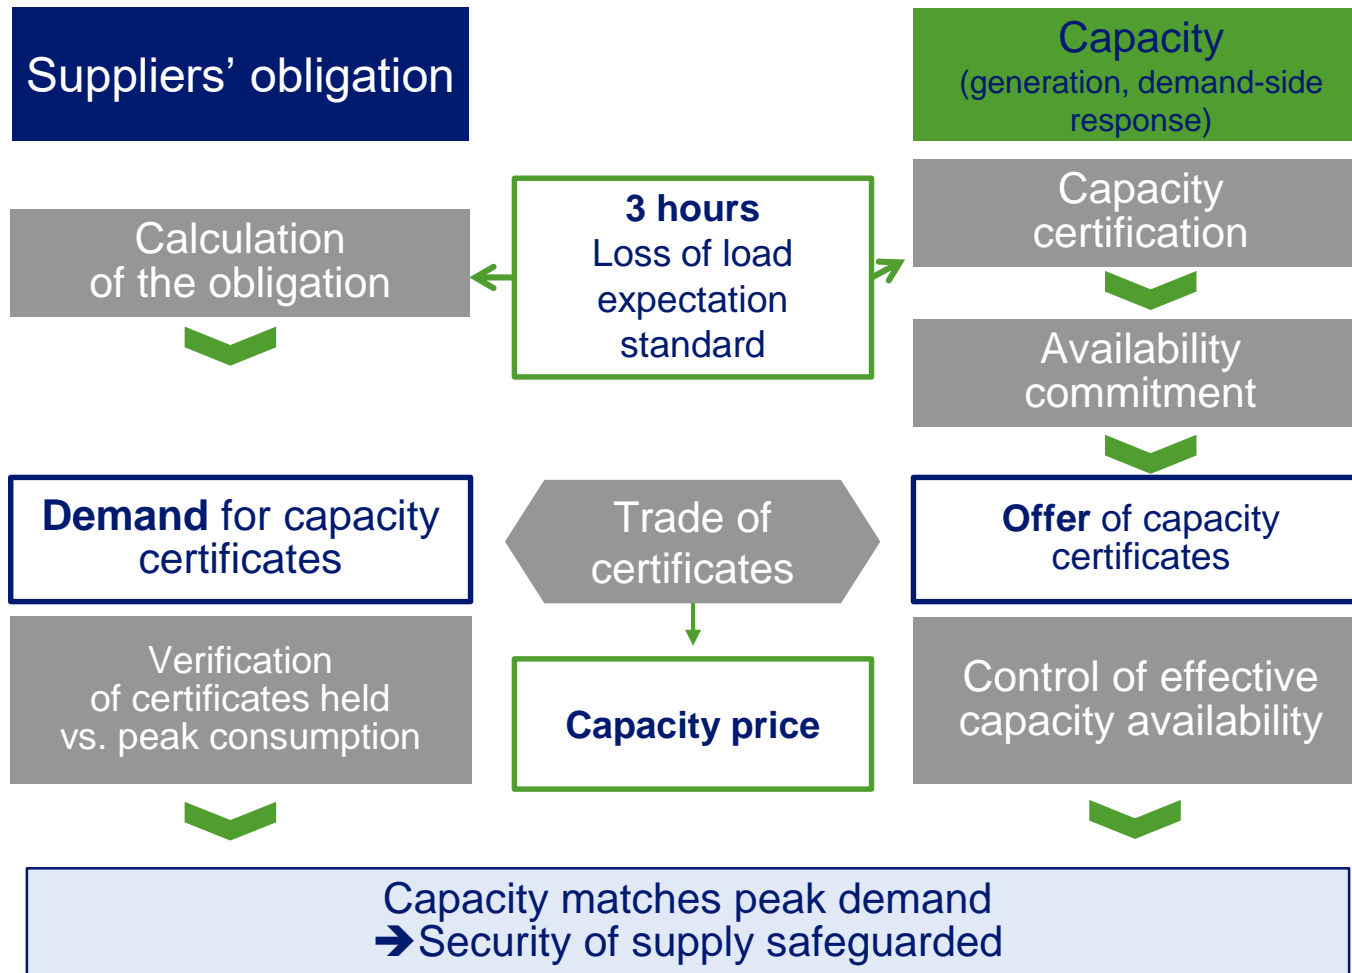 Suppliers’ obligation
Capacity
(generation, demand-side
response)
3 hours
Loss of load
expectation
standard
Calculation
of the obligation
Capacity
certification
Availability
commitment
Demand for capacity
certificates
Trade of
certificates
Offer of capacity
certificates
Verification
of certificates held
vs. peak consumption
Capacity price
Control of effective
capacity availability
Capacity matches peak demand
➔Security of supply safeguarded